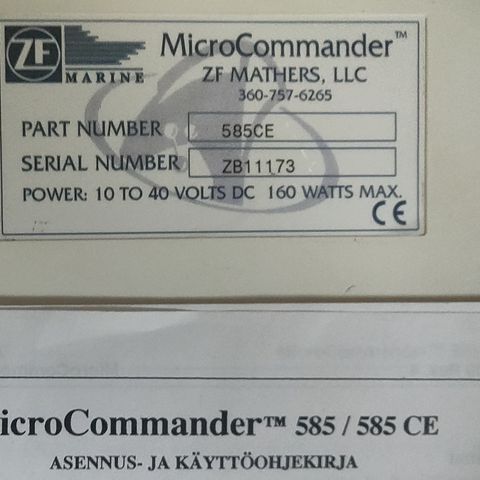 ZF MARINE
MicroCommander™
ZF MATHERS, LLC
360-757-6265
PART NUMBER 585CE
SERIAL NUMBER ZB11173
POWER: 10 TO 40 VOLTS DC 160 WATTS MAX.
CE
icroCommander™ 585 / 585 CE
ASENNUS- JA KÄYTTÖOHJEKIRJA